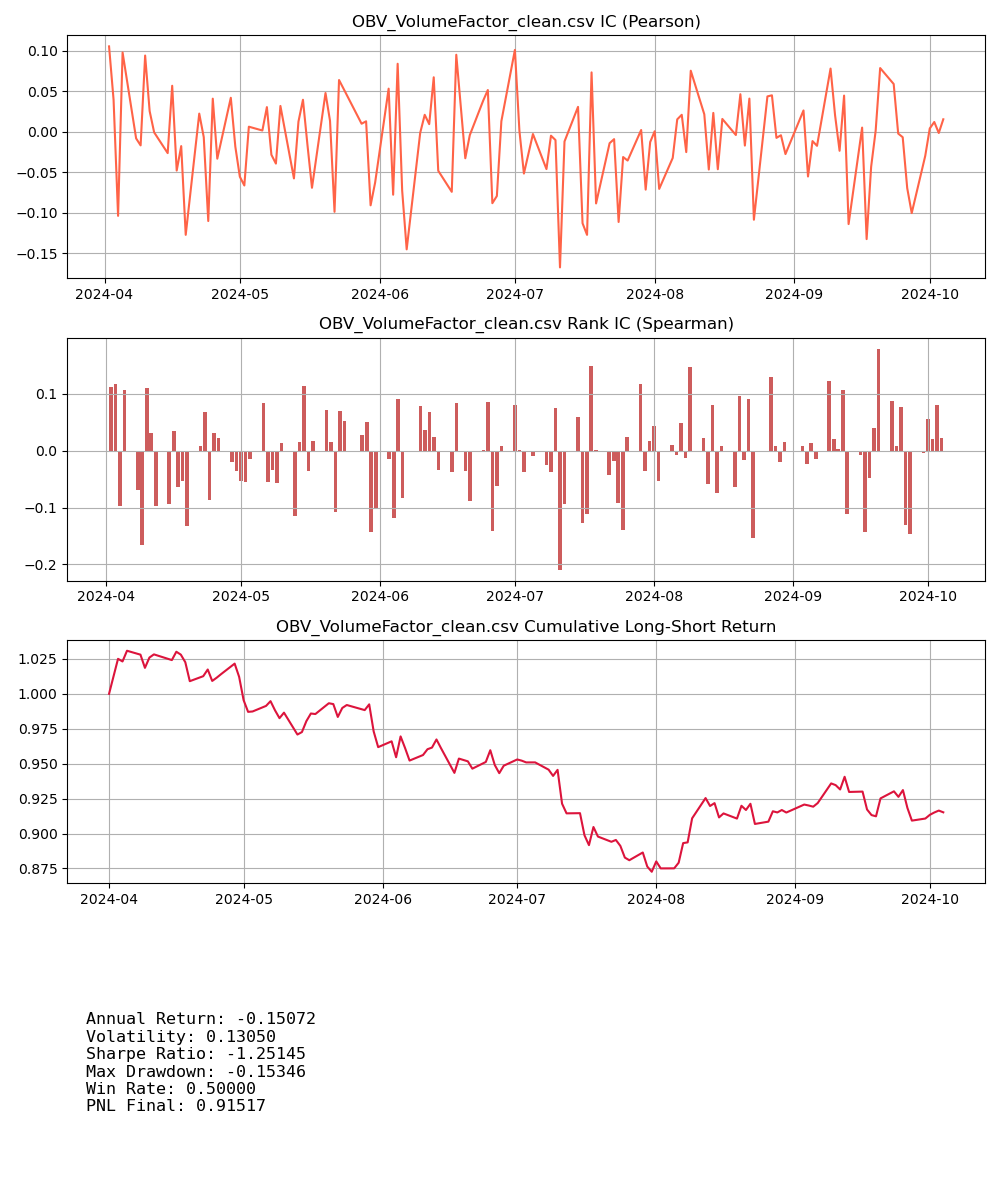 OBV_VolumeFactor_clean.csv IC (Pearson)
0.10
0.05
0.00
−0.05
−0.10
−0.15
2024-04 2024-05 2024-06 2024-07 2024-08 2024-09 2024-10
OBV_VolumeFactor_clean.csv Rank IC (Spearman)
0.1
0.0
−0.1
−0.2
2024-04 2024-05 2024-06 2024-07 2024-08 2024-09 2024-10
OBV_VolumeFactor_clean.csv Cumulative Long-Short Return
1.025
1.000
0.975
0.950
0.925
0.900
0.875
2024-04 2024-05 2024-06 2024-07 2024-08 2024-09 2024-10
Annual Return: -0.15072
Volatility: 0.13050
Sharpe Ratio: -1.25145
Max Drawdown: -0.15346
Win Rate: 0.50000
PNL Final: 0.91517